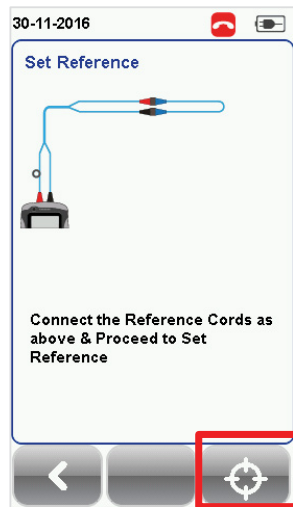 30-11-2016
Set Reference
Connect the Reference Cords as
above & Proceed to Set
Reference